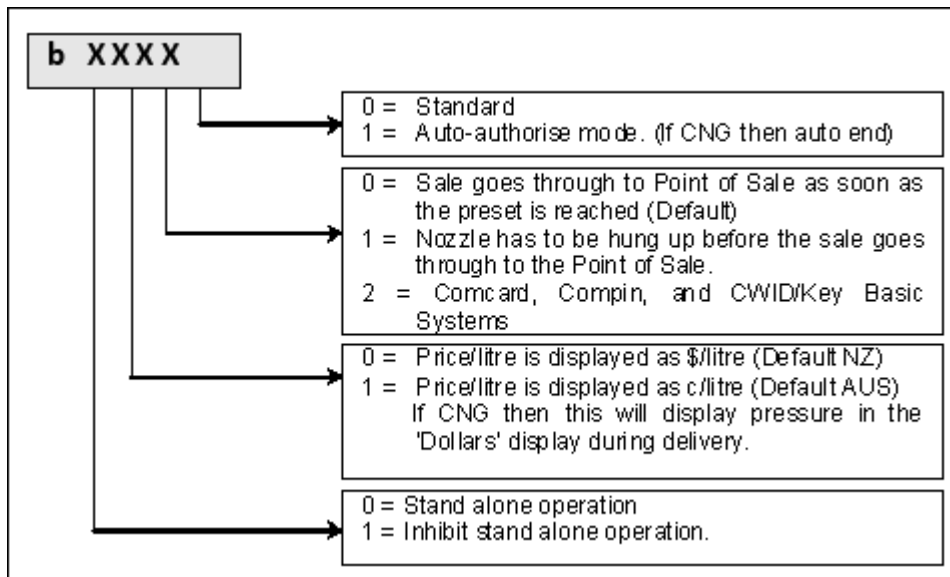 b XXXX
0 = Standard
1 = Auto-authorise mode. (If CNG then auto end)
0 = Sale goes through to Point of Sale as soon as
the preset is reached (Default)
1 = Nozzle has to be hung up before the sale goes
through to the Point of Sale.
2 = Comcard, Compin, and CWID/Key Basic
Systems
0 = Price/litre is displayed as $/litre (Default NZ)
1 = Price/litre is displayed as c/litre (Default AUS)
If CNG then this will display pressure in the
'Dollars' display during delivery.
0 = Stand alone operation
1 = Inhibit stand alone operation.